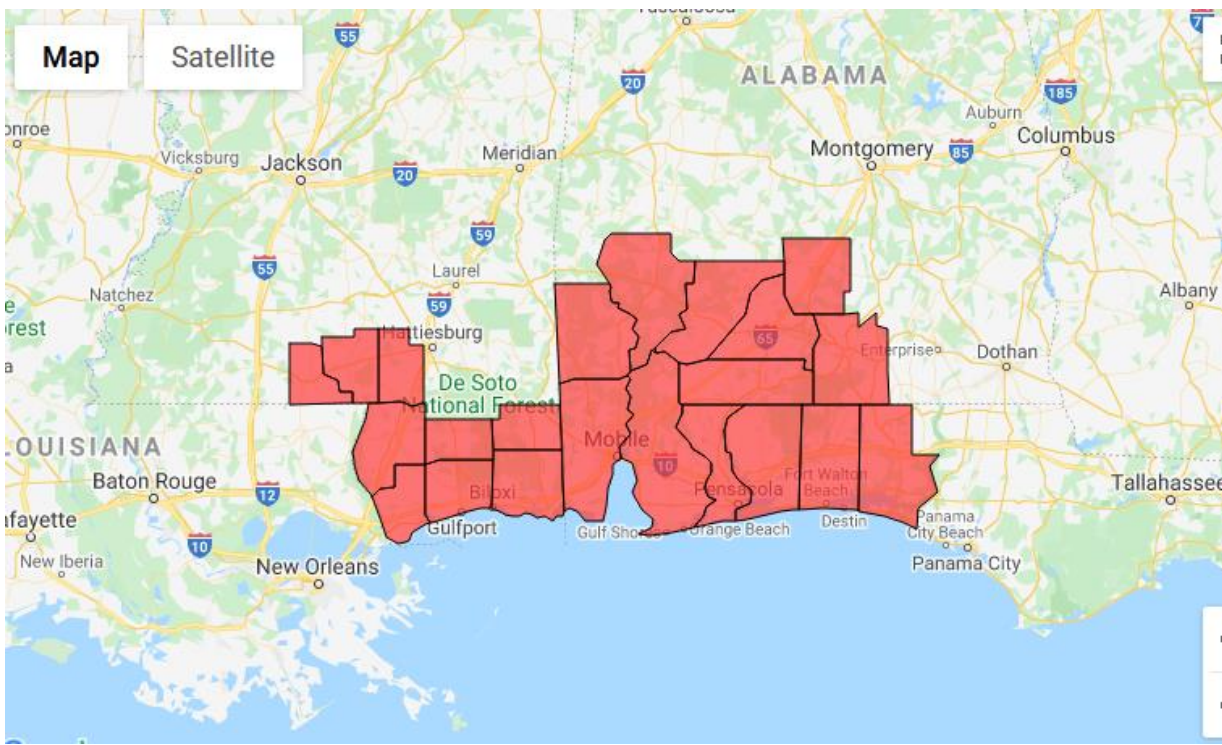 Map
Satellite
55
20
ALABAMA
185
Auburn
Columbus
Vicksburg
Jackson
20
Meridian
Montgomery
85
59
55
Laurel
Natchez
59
Albany
Hattiesburg
65
Enterprise
Dothan
De Soto
National Forest
Mobile
10
Baton Rouge
12
Biloxi
Pensacola
Fort Walton
Beach
Tallahassee
Gulfport
Gulf Shores
Orange Beach
Destin
Panama
City Beach
10
New Iberia
New Orleans
Panama City